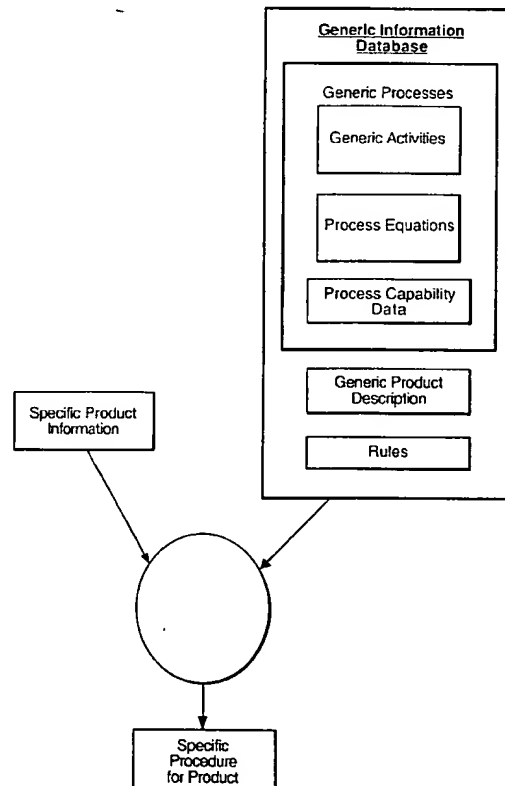 Generic Information
Database
Generic Processes
Generic Activities
Process Equations
Process Capability
Data
Generic Product
Description
Rules
Specific Product
Information
Specific
Procedure
for Product